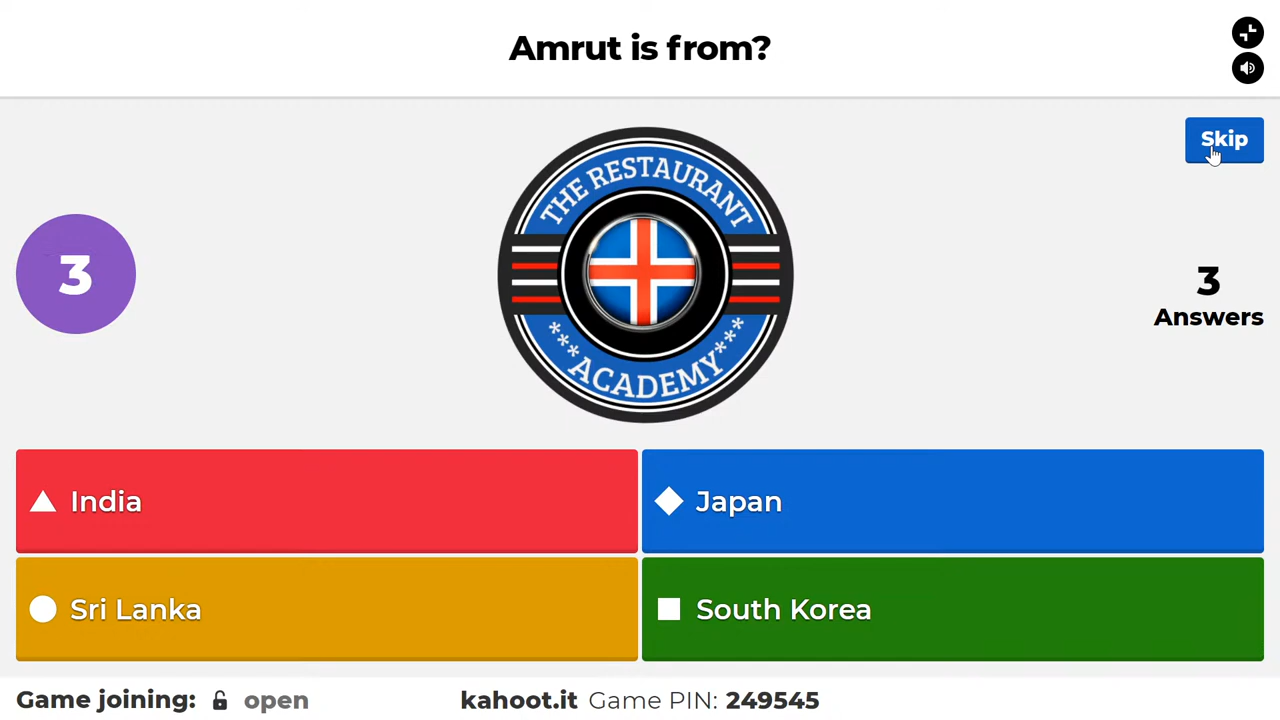 Amrut is from?
Skip
THE RESTAURANT
***ACADEMY***
3
3
Answers
India
Japan
Sri Lanka
South Korea
Game joining: open
kahoot.it Game PIN: 249545